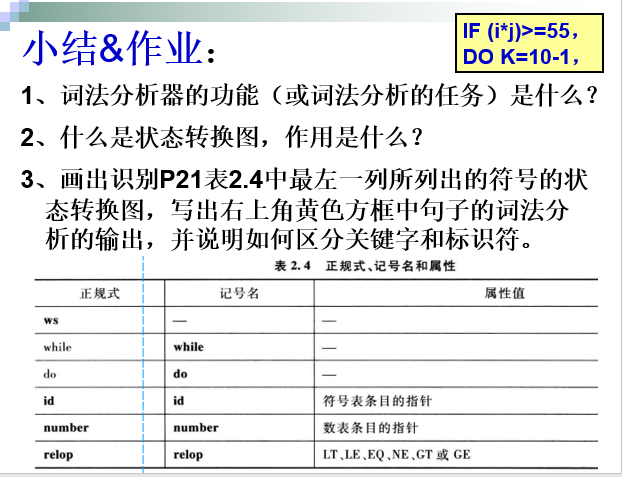 小结&作业：
IF (i*j)>=55，
DO K=10-1，
1、词法分析器的功能（或词法分析的任务）是什么？
2、什么是状态转换图，作用是什么？
3、画出识别P21表2.4中最左一列所列出的符号的状
态转换图，写出右上角黄色方框中句子的词法分
析的输出，并说明如何区分关键字和标识符。
表 2.4 正规式、记号名和属性
正规式 记号名 属性值
ws — —
while while —
do do —
id id 符号表条目的指针
number number 数表条目的指针
relop relop LT、LE、EQ、NE、GT 或 GE